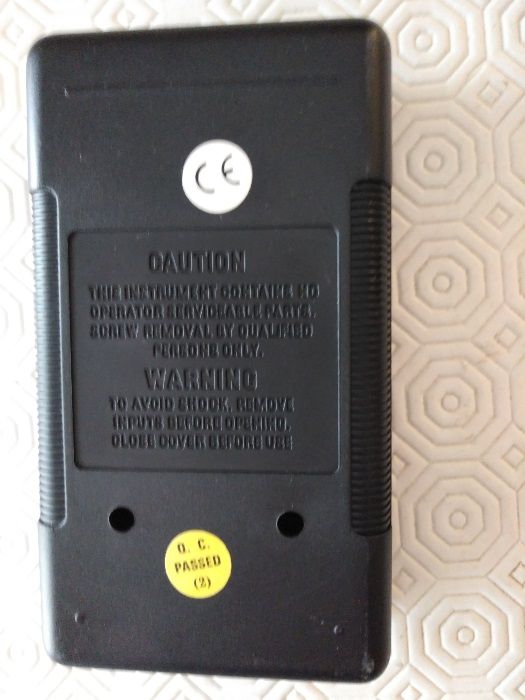 CE
CAUTION
THIS INSTRUMENT CONTAINS NO
OPERATOR SERVICEABLE PARTS.
SCREW REMOVAL BY QUALIFIED
PERSONS ONLY.
WARNING
TO AVOID SHOCK, REMOVE
INPUTS BEFORE OPENING,
CLOSE COVER BEFORE USE
Q. C.
PASSED
(2)